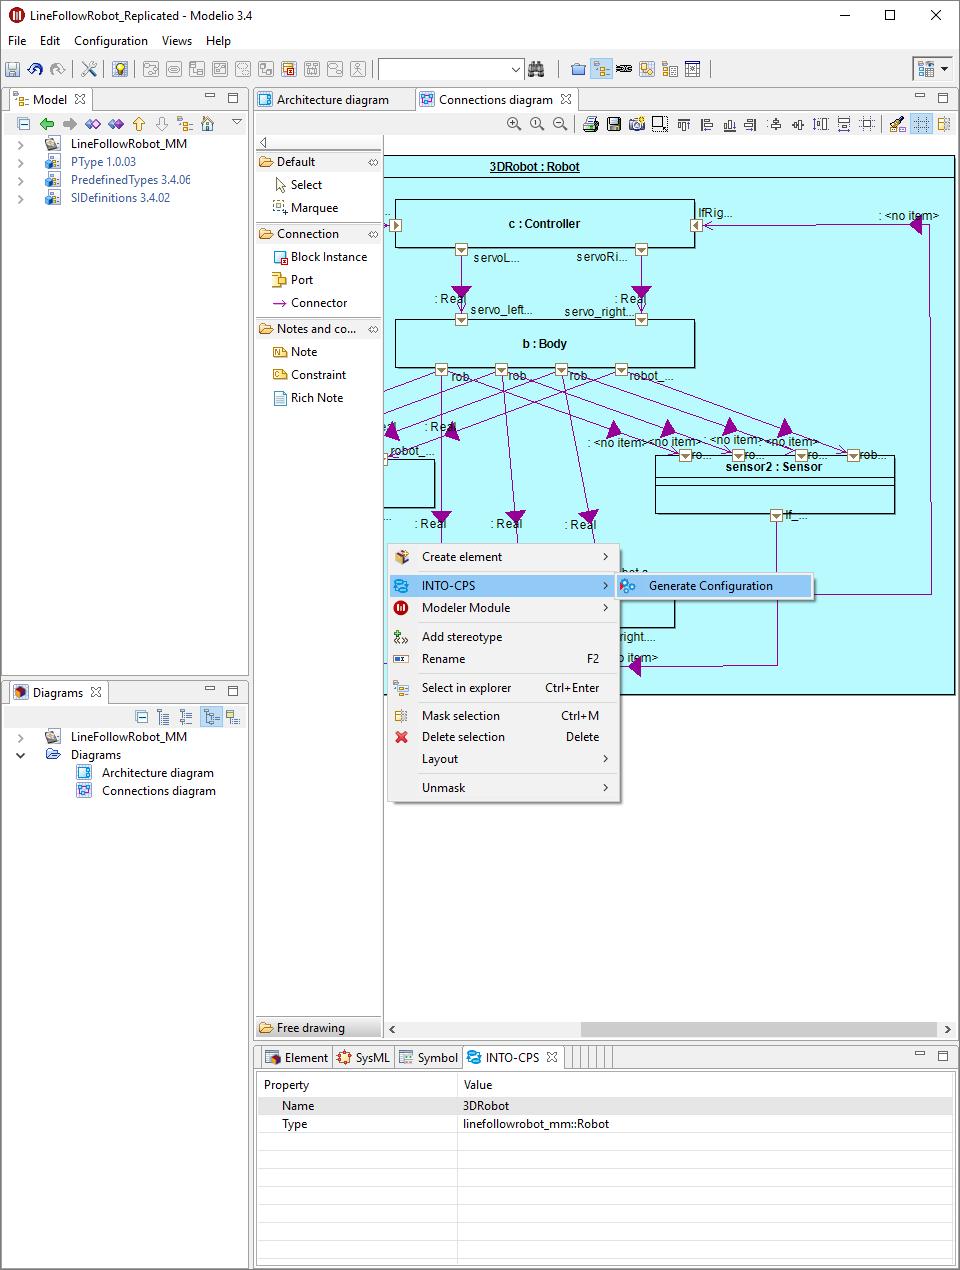 LineFollowRobot_Replicated - Modelio 3.4
File Edit Configuration Views Help
Model
LineFollowRobot_MM
PType 1.0.03
PredefinedTypes 3.4.06
SIDefinitions 3.4.02
Architecture diagram
Connections diagram
Default
Select
Marquee
Connection
Block Instance
Port
Connector
Notes and co...
Note
Constraint
Rich Note
Free drawing
3DRobot : Robot
c : Controller
lfRig...
: <no item>
servoL...
servoRi...
: Real
: Real
servo_left...
servo_right...
b : Body
rob...
rob...
rob...
robot_...
: Real
: <no item>
<no item>
: <no item>
<no item>
robot_...
ro...
ro...
ro...
rob...
sensor2 : Sensor
lf_...
: Real
: Real
: Real
right....
item>
Create element
INTO-CPS
Generate Configuration
Modeler Module
Add stereotype
Rename F2
Select in explorer Ctrl+Enter
Mask selection Ctrl+M
Delete selection Delete
Layout
Unmask
Diagrams
LineFollowRobot_MM
Diagrams
Architecture diagram
Connections diagram
Element
SysML
Symbol
INTO-CPS
Property Value
Name 3DRobot
Type linefollowrobot_mm::Robot